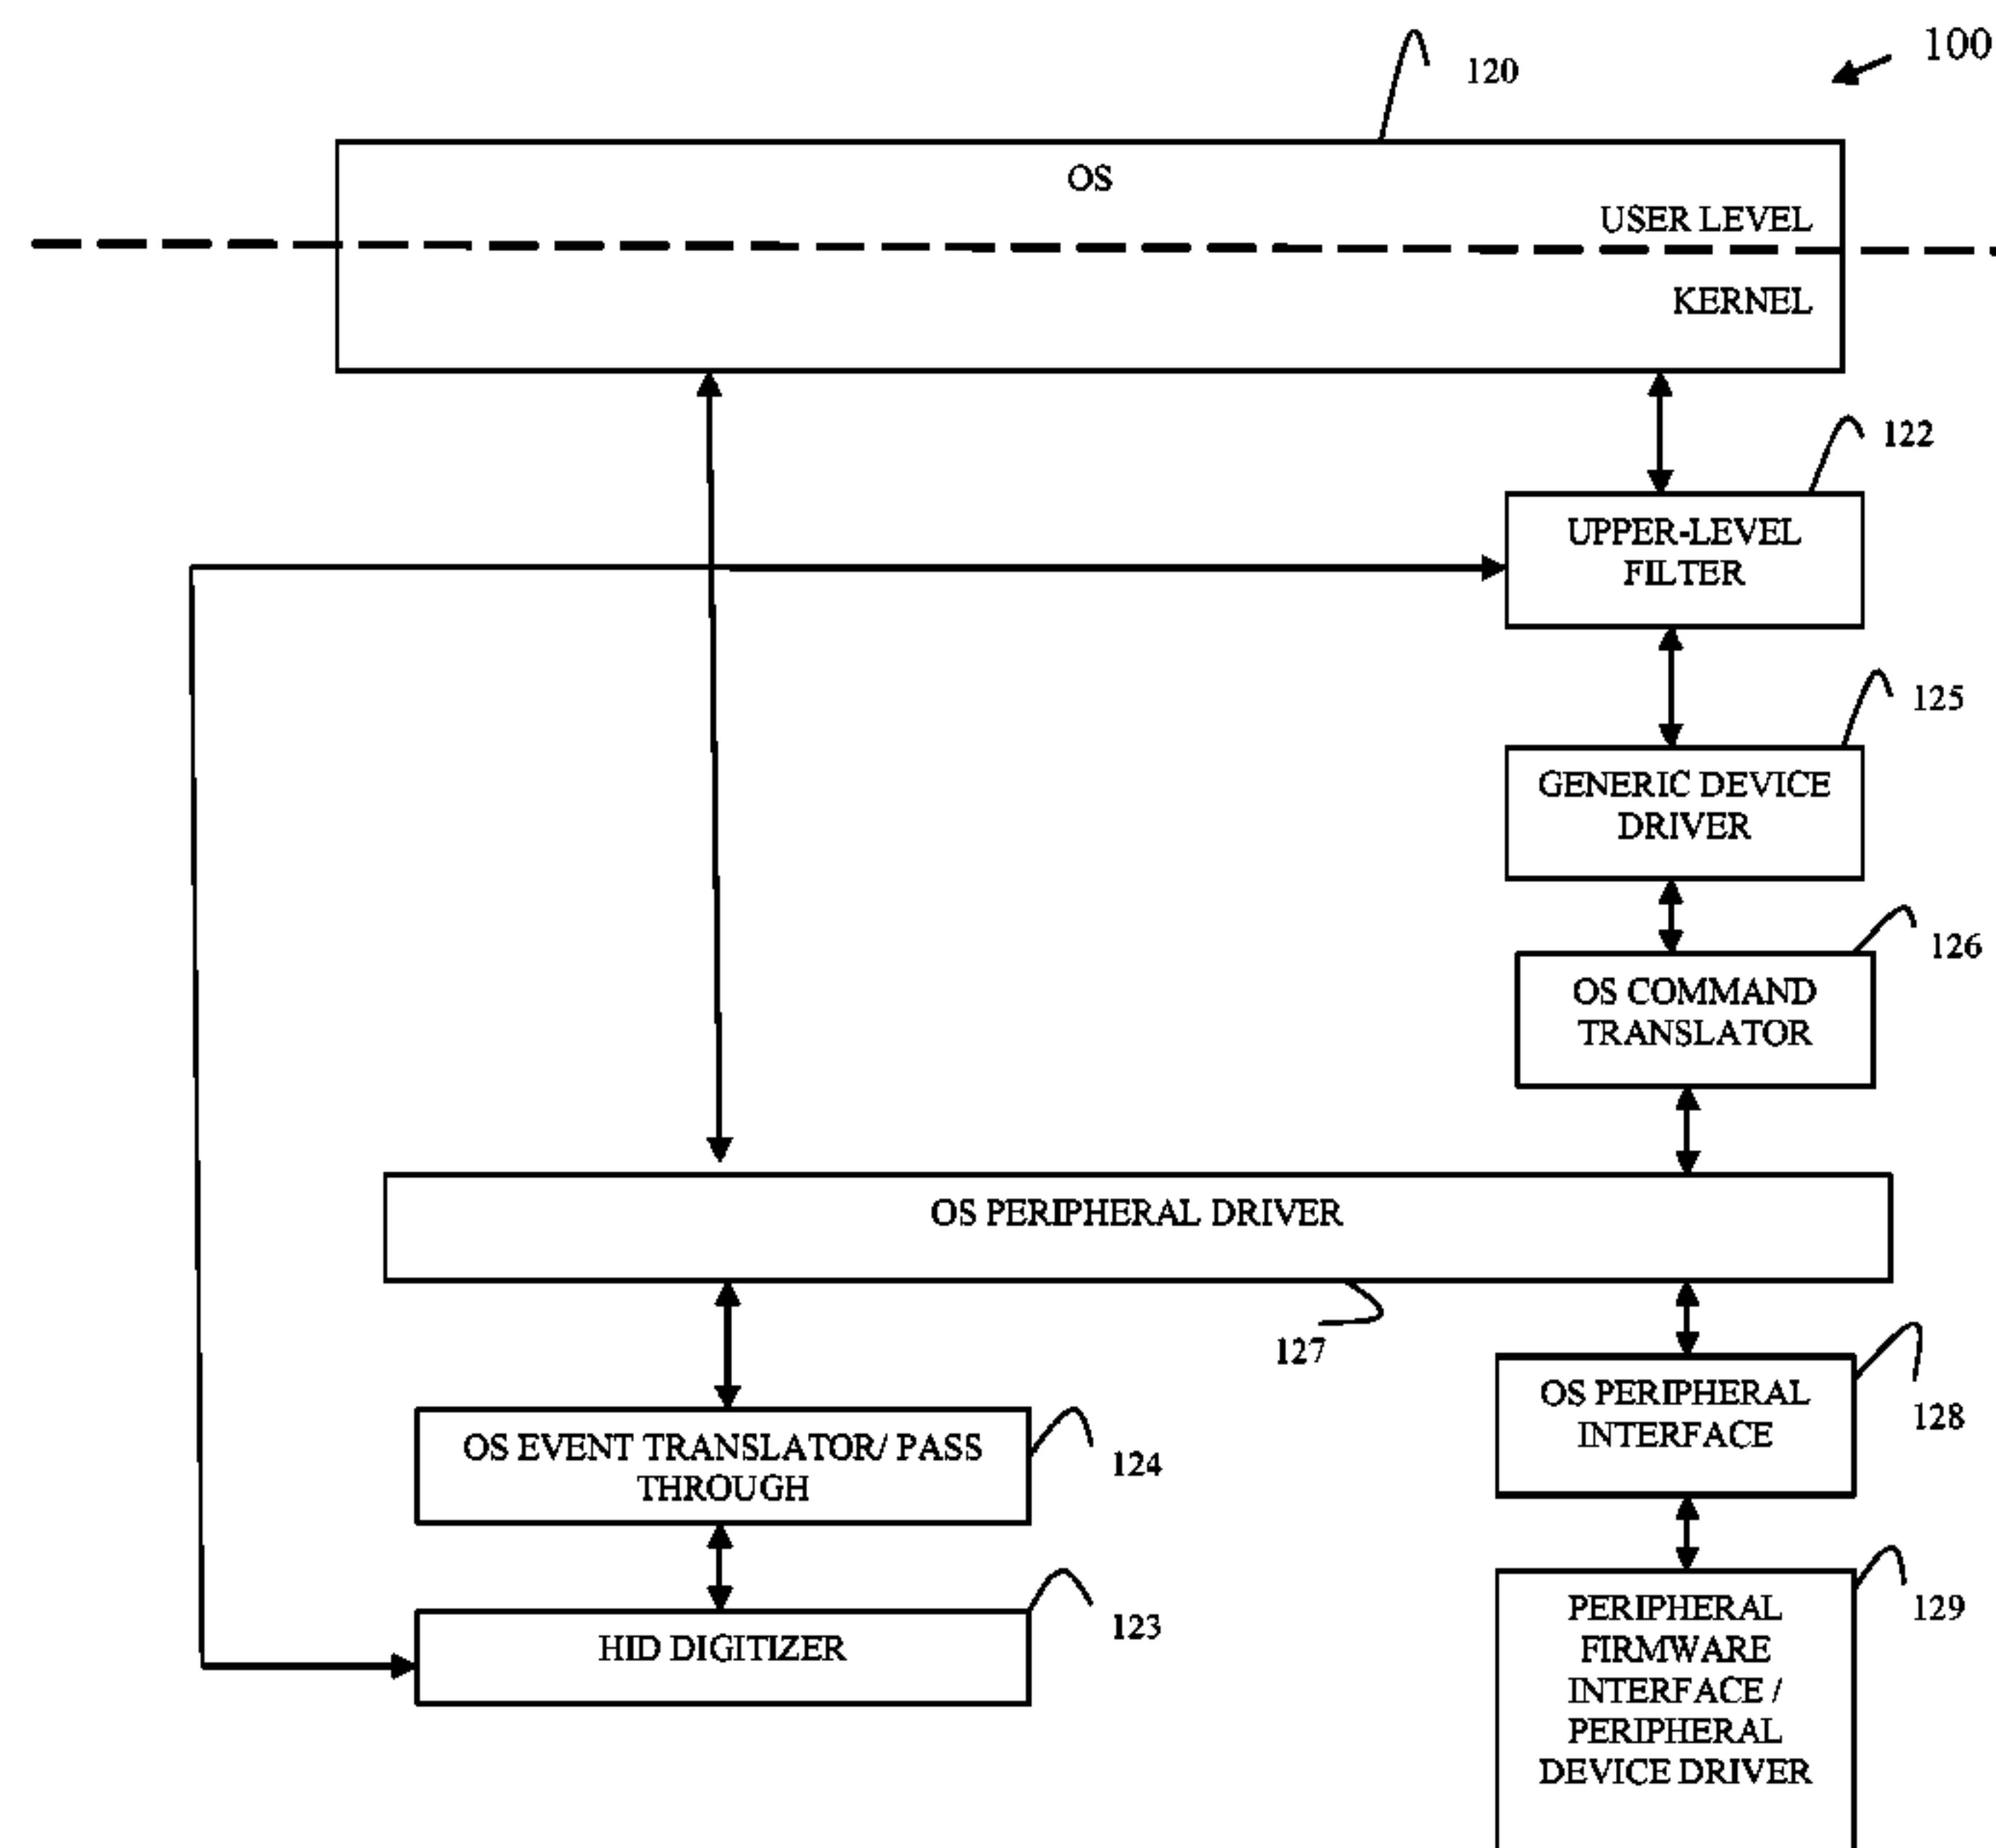 100
120
OS
USER LEVEL
KERNEL
122
UPPER-LEVEL
FILTER
125
GENERIC DEVICE
DRIVER
126
OS COMMAND
TRANSLATOR
OS PERIPHERAL DRIVER
127
OS PERIPHERAL
INTERFACE
128
OS EVENT TRANSLATOR/ PASS
THROUGH
124
HID DIGITIZER
123
PERIPHERAL
FIRMWARE
INTERFACE /
PERIPHERAL
DEVICE DRIVER
129